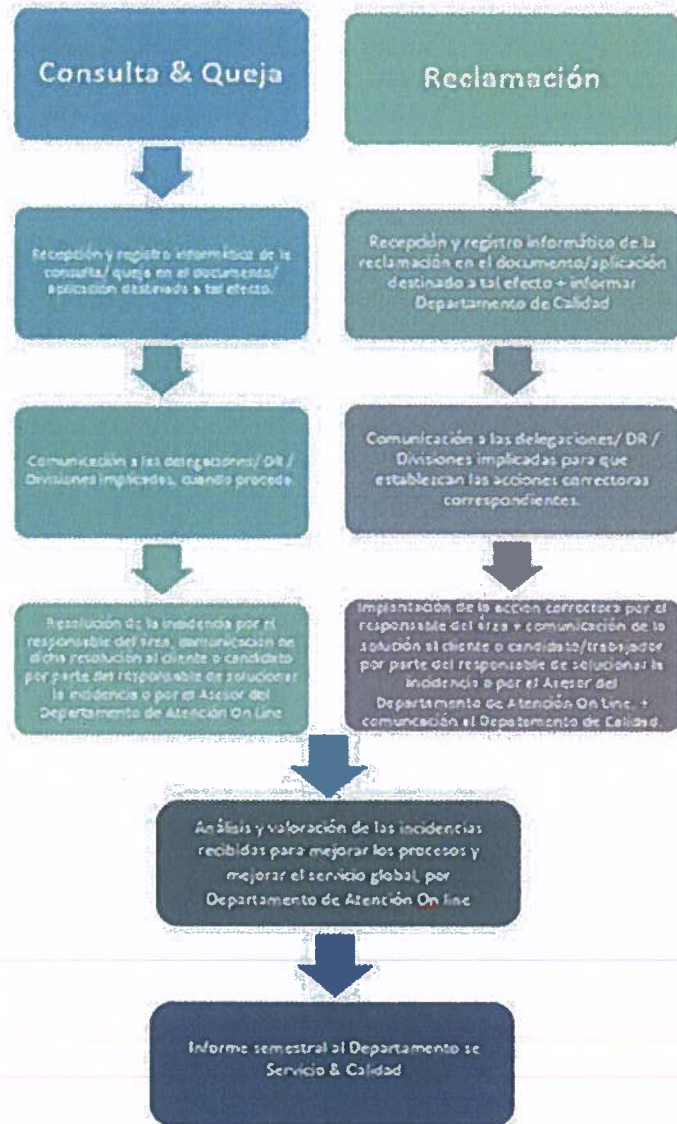 Consulta & Queja
Recepción y registro informático de la
consulta/ queja en el documento/
aplicación destinada a tal efecto.
Comunicación a las delegaciones/ DR /
Divisiones implicadas, cuando procede.
Resolución de la incidencia por el
responsable del área, comunicación de
dicha resolución al cliente o candidato
por parte del responsable de solucionar
la incidencia o por el Asesor del
Departamento de Atención On Line
Reclamación
Recepción y registro informático de la
reclamación en el documento/aplicación
destinado a tal efecto + informar
Departamento de Calidad
Comunicación a las delegaciones/ DR /
Divisiones implicadas para que
establezcan las acciones correctoras
correspondientes.
Implantación de la acción correctora por el
responsable del área + comunicación de la
solución al cliente o candidato/trabajador
por parte del responsable de solucionar la
incidencia o por el Asesor del
Departamento de Atención On Line. +
comunicación al Departamento de Calidad.
Análisis y valoración de las incidencias
recibidas para mejorar los procesos y
mejorar el servicio global, por
Departamento de Atención On line
Informe semestral al Departamento se
Servicio & Calidad